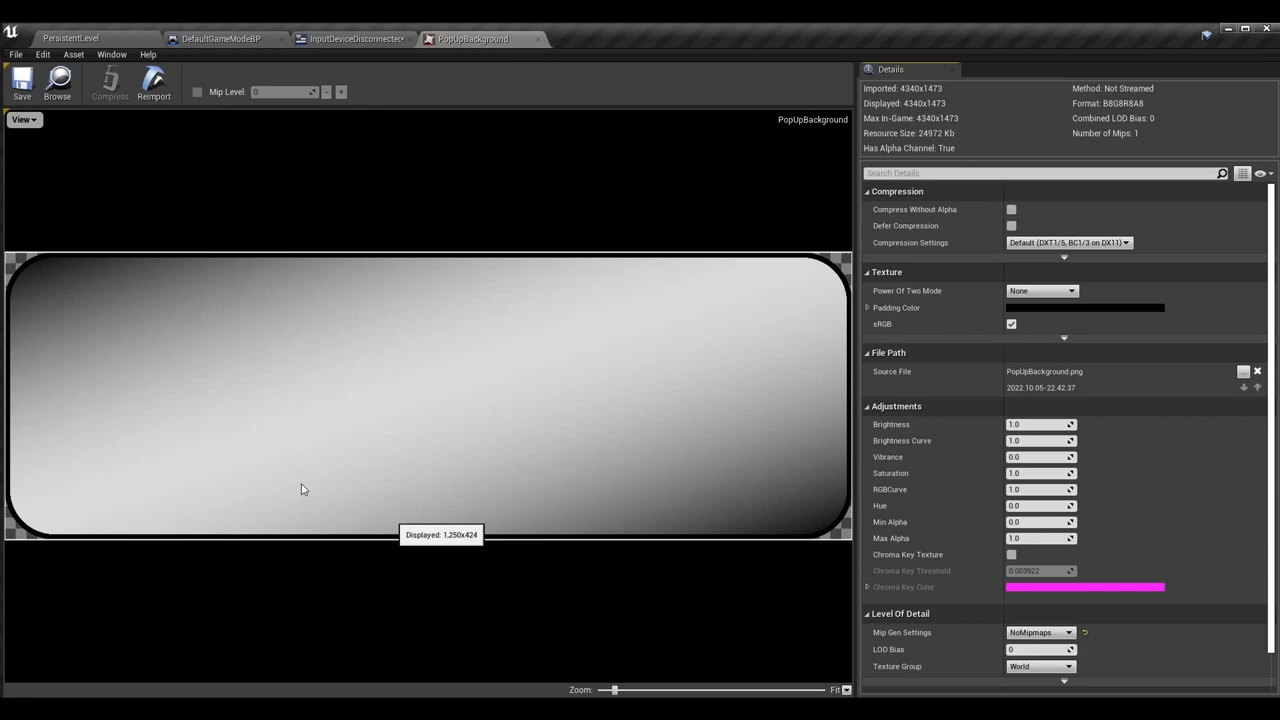 PersistentLevel
DefaultGameModeBP
InputDeviceDisconnected
PopUpBackground
File Edit Asset Window Help
Save
Browse
Compress
Reimport
Mip Level: 0
- +
View
PopUpBackground
Displayed: 1,250x424
Zoom:
Fit
Details
Imported: 4340x1473
Displayed: 4340x1473
Max In-Game: 4340x1473
Resource Size: 24972 Kb
Has Alpha Channel: True
Method: Not Streamed
Format: B8G8R8A8
Combined LOD Bias: 0
Number of Mips: 1
Search Details
Compression
Compress Without Alpha
Defer Compression
Compression Settings Default (DXT1/5, BC1/3 on DX11)
Texture
Power Of Two Mode None
Padding Color
sRGB
File Path
Source File PopUpBackground.png ...
2022.10.05-22.42.37
Adjustments
Brightness 1.0
Brightness Curve 1.0
Vibrance 0.0
Saturation 1.0
RGBCurve 1.0
Hue 0.0
Min Alpha 0.0
Max Alpha 1.0
Chroma Key Texture
Chroma Key Threshold 0.003922
Chroma Key Color
Level Of Detail
Mip Gen Settings NoMipmaps
LOD Bias 0
Texture Group World